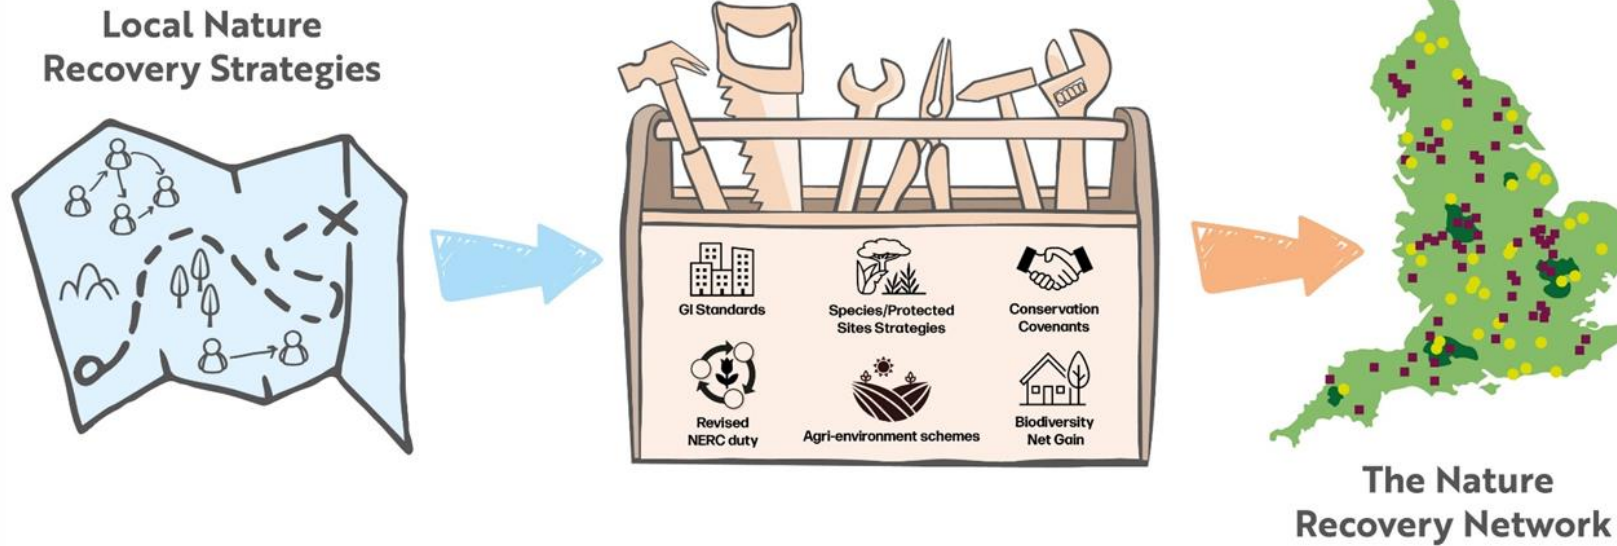 Local Nature
Recovery Strategies
GI Standards
Species/Protected
Sites Strategies
Conservation
Covenants
Revised
NERC duty
Agri-environment schemes
Biodiversity
Net Gain
The Nature
Recovery Network